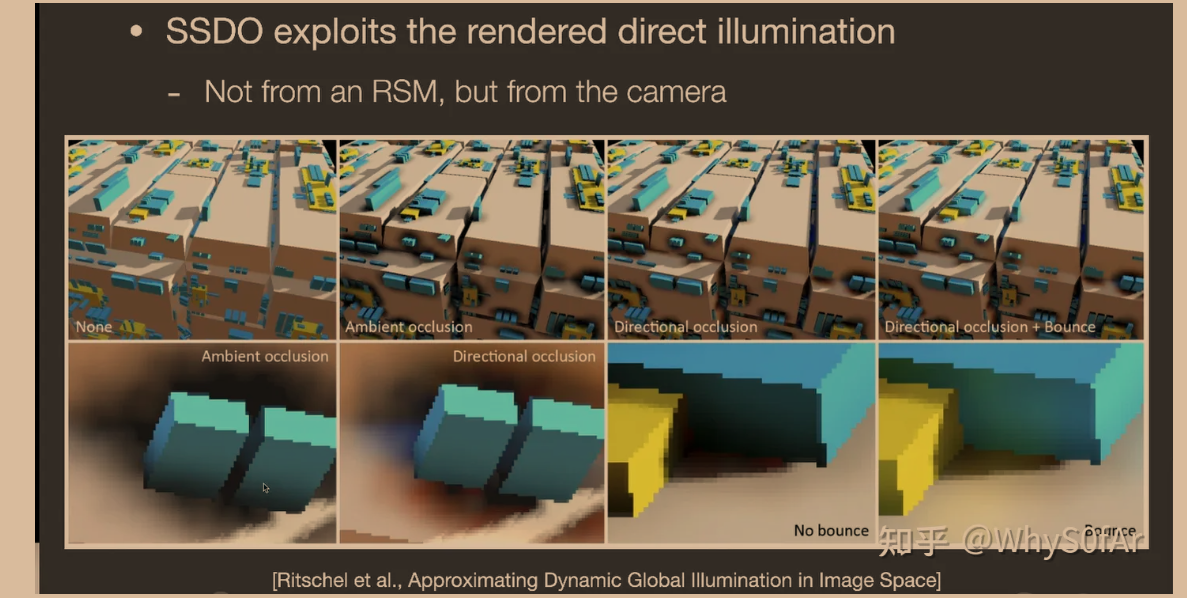 • SSDO exploits the rendered direct illumination
- Not from an RSM, but from the camera
None
Ambient occlusion
Directional occlusion
Directional occlusion + Bounce
Ambient occlusion
Directional occlusion
No bounce
Bounce
知乎 @WhyS0fAr
[Ritschel et al., Approximating Dynamic Global Illumination in Image Space]